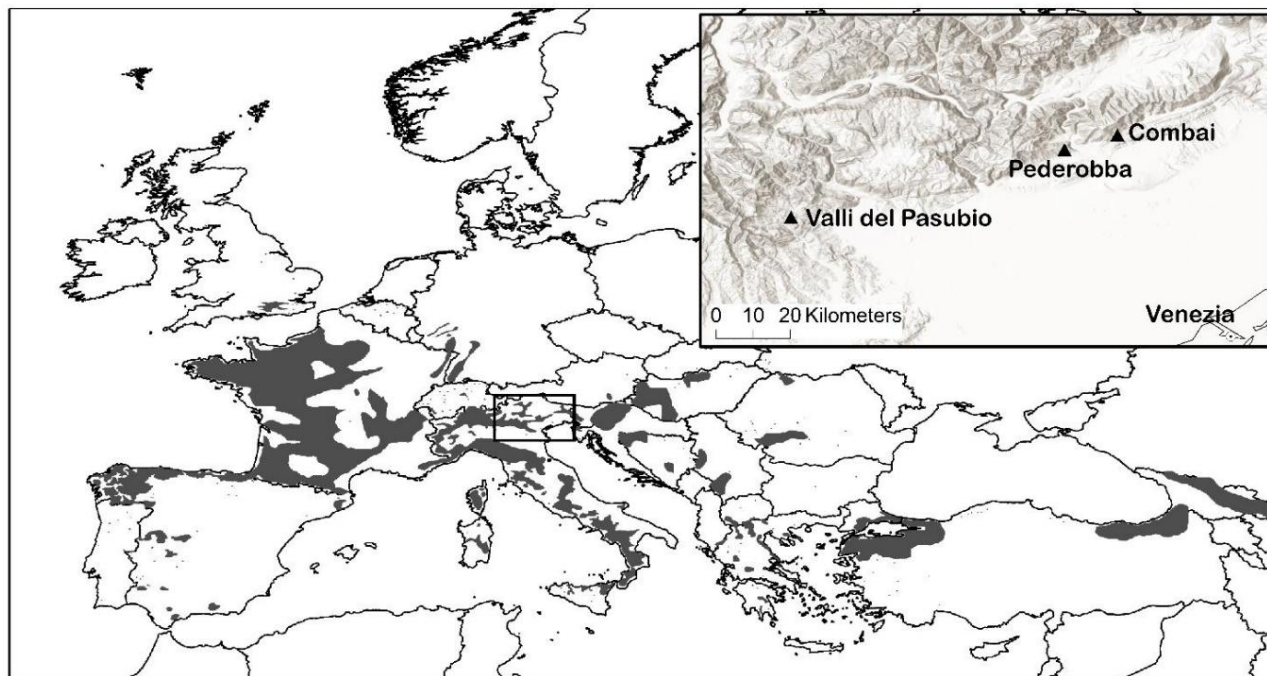 Combai
Pederobba
Valli del Pasubio
0 10 20 Kilometers
Venezia